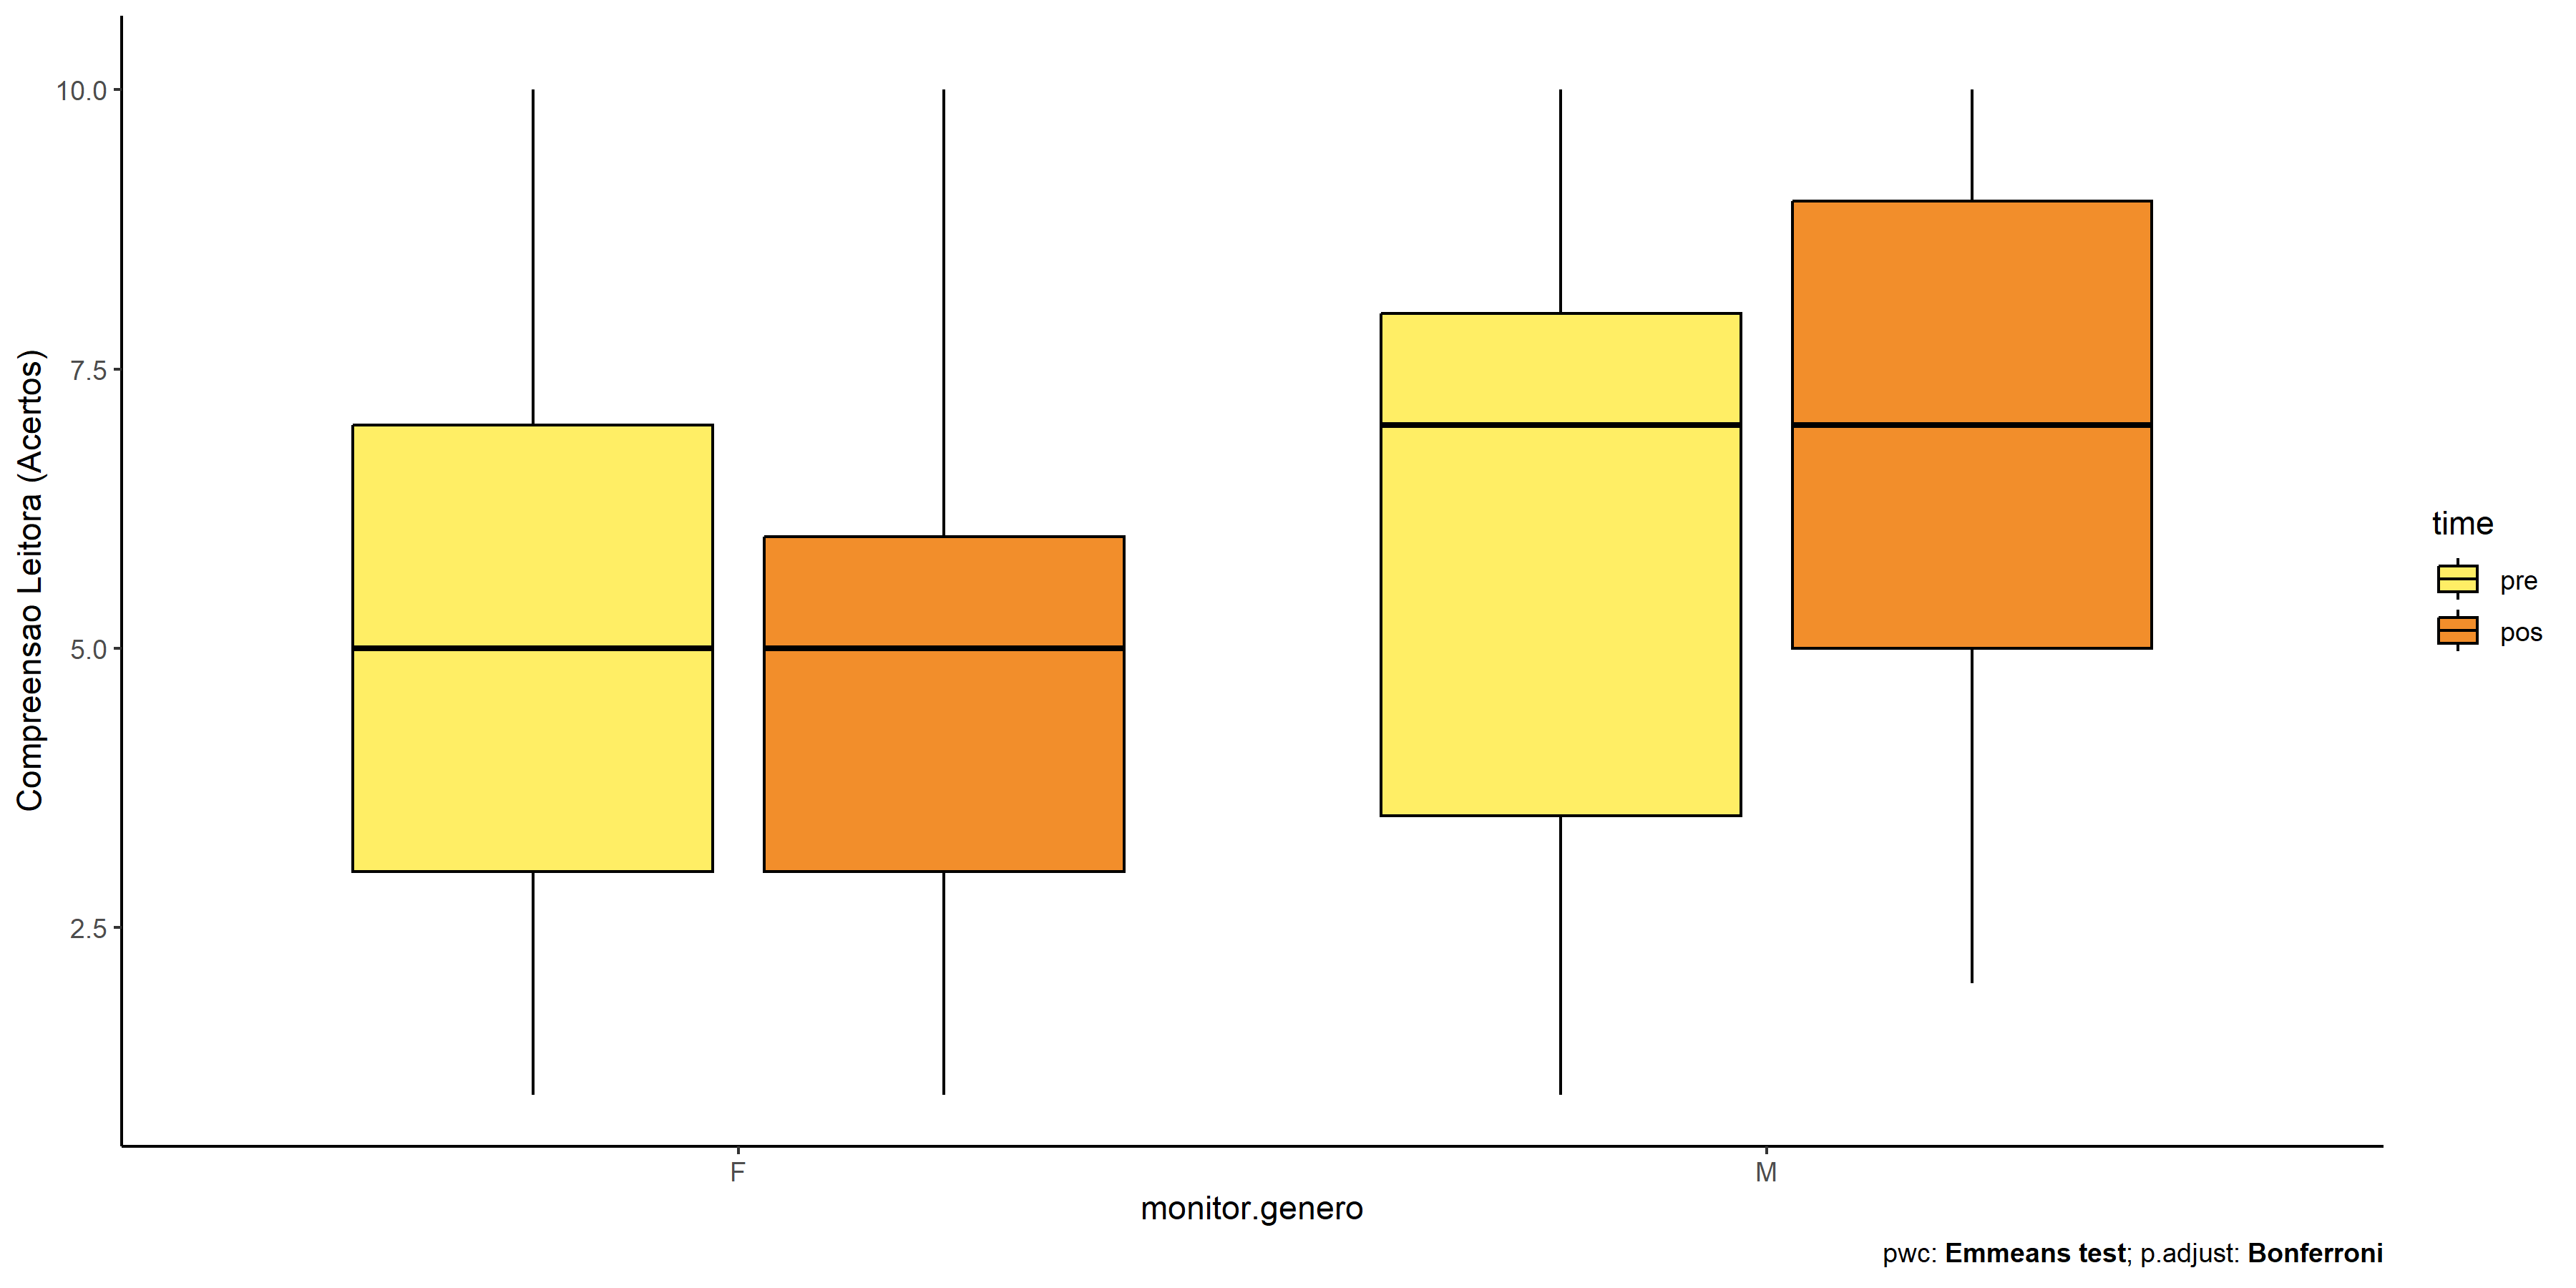 Compreensao Leitora (Acertos)
10.0
7.5
5.0
2.5
F
M
monitor.genero
time
pre
pos
pwc: Emmeans test; p.adjust: Bonferroni